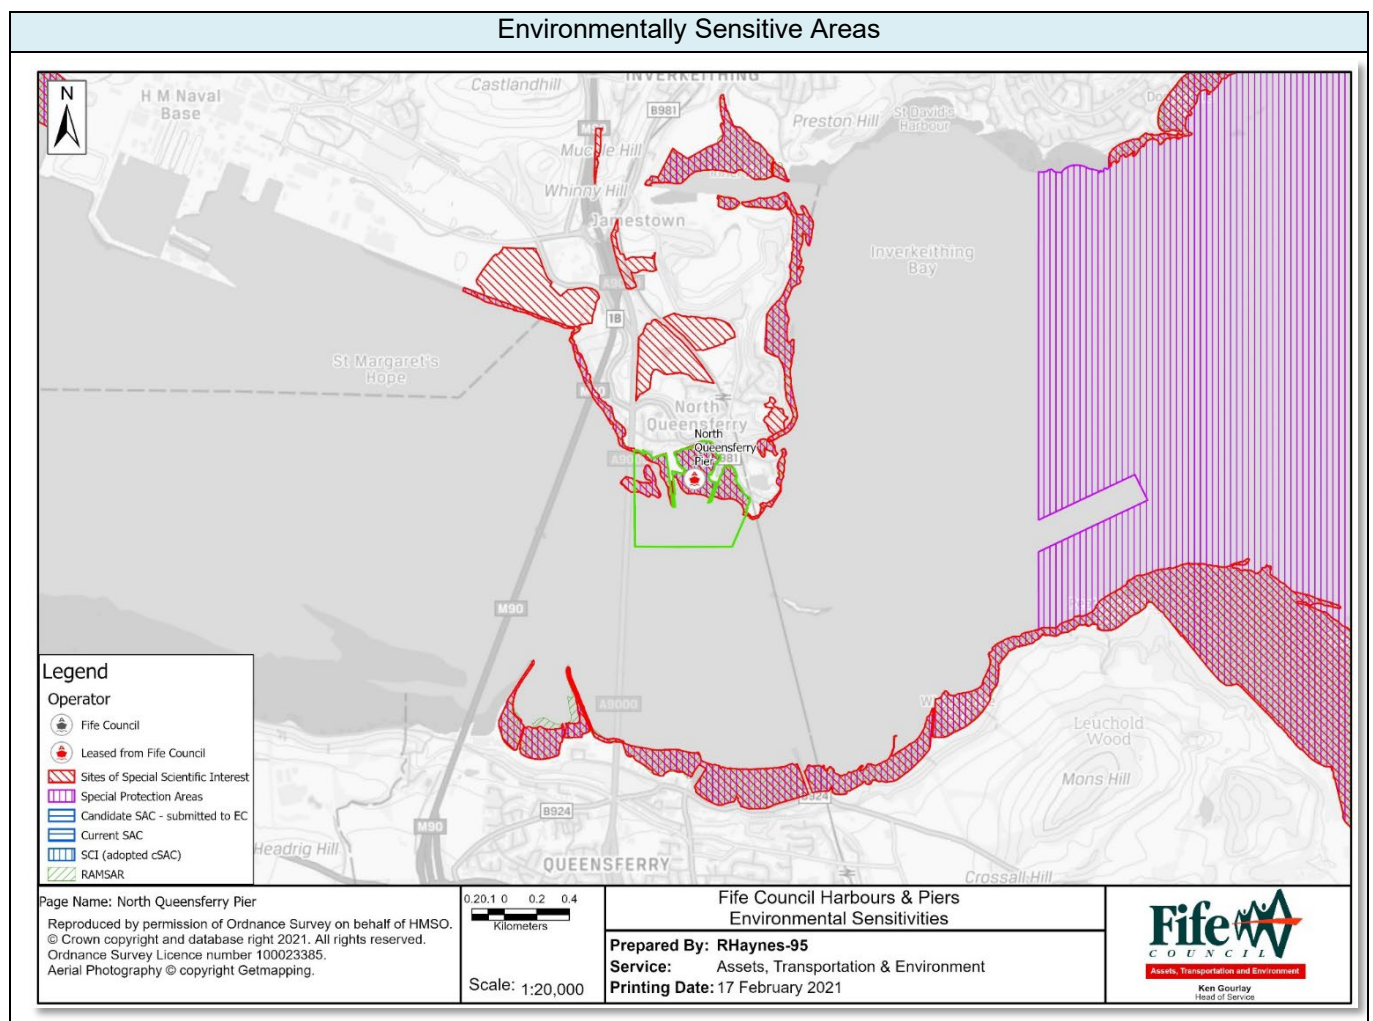 Environmentally Sensitive Areas
N
H M Naval
Base
Castlandhill
INVERKEITHING
B981
Preston Hill
St David's
Harbour
Muckle Hill
Whinny Hill
Jamestown
Inverkeithing
Bay
1B
St Margaret's
Hope
North
Queensferry
North
Queensferry
Pier
M90
A9000
Leuchold
Wood
Mons Hill
B924
B924
M90
Headrig Hill
QUEENSFERRY
Crossall Hill
Legend
Operator
Fife Council
Leased from Fife Council
Sites of Special Scientific Interest
Special Protection Areas
Candidate SAC - submitted to EC
Current SAC
SCI (adopted cSAC)
RAMSAR
Page Name: North Queensferry Pier
Reproduced by permission of Ordnance Survey on behalf of HMSO.
© Crown copyright and database right 2021. All rights reserved.
Ordnance Survey Licence number 100023385.
Aerial Photography © copyright Getmapping.
0.20.1 0 0.2 0.4
Kilometers
Scale: 1:20,000
Fife Council Harbours & Piers
Environmental Sensitivities
Prepared By: RHaynes-95
Service: Assets, Transportation & Environment
Printing Date: 17 February 2021
Fife
COUNCIL
Assets, Transportation and Environment
Ken Gourlay
Head of Service